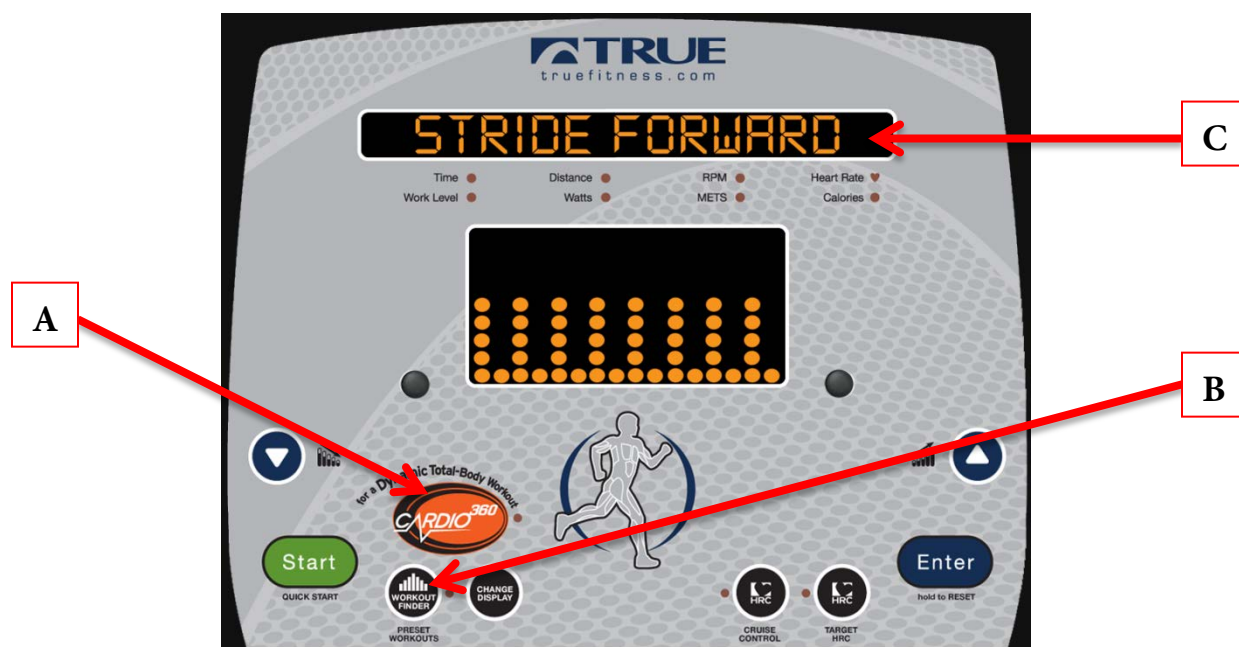 TRUE
truefitness.com
STRIDE FORWARD
C
Time Distance RPM Heart Rate
Work Level Watts METS Calories
A
B
for a Dynamic Total-Body Workout
CARDIO 360
Start
QUICK START
WORKOUT FINDER
PRESET WORKOUTS
CHANGE DISPLAY
HRC
CRUISE CONTROL
HRC
TARGET HRC
Enter
hold to RESET